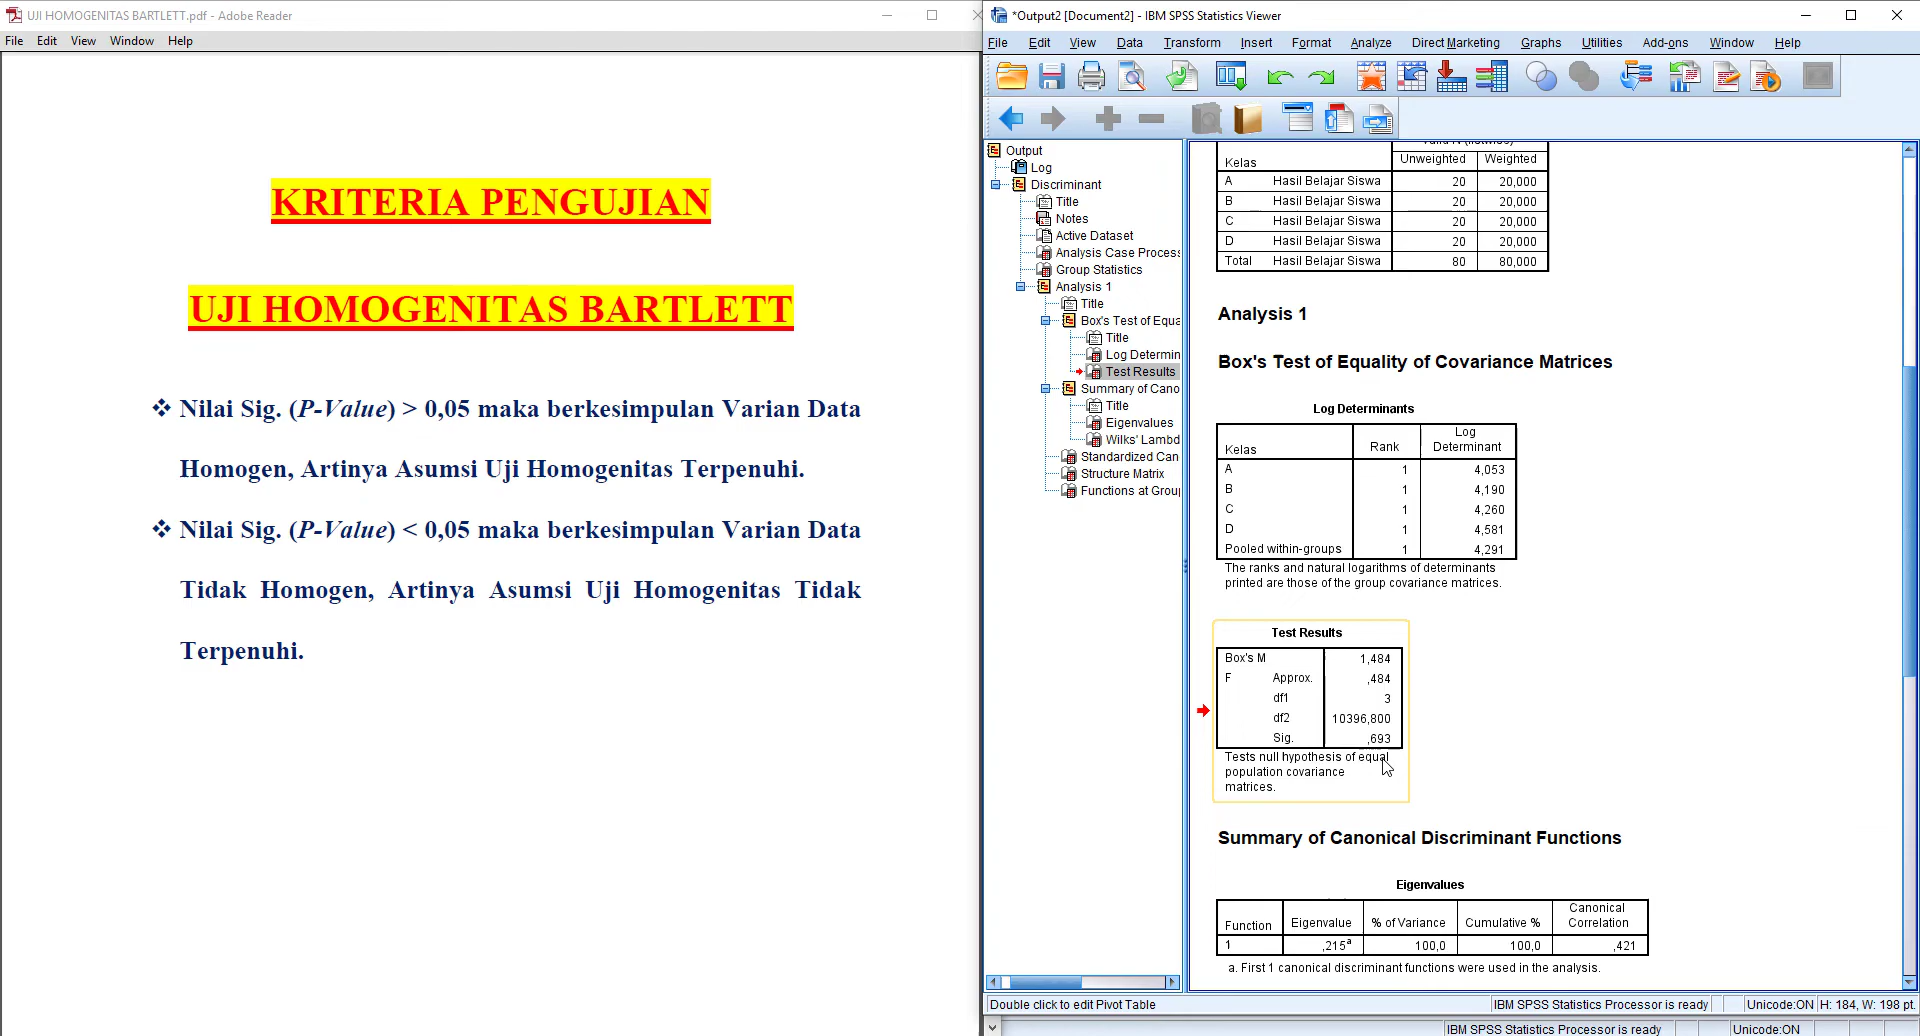 UJI HOMOGENITAS BARTLETT.pdf - Adobe Reader
File Edit View Window Help
KRITERIA PENGUJIAN
UJI HOMOGENITAS BARTLETT
❖ Nilai Sig. (P-Value) > 0,05 maka berkesimpulan Varian Data
Homogen, Artinya Asumsi Uji Homogenitas Terpenuhi.
❖ Nilai Sig. (P-Value) < 0,05 maka berkesimpulan Varian Data
Tidak Homogen, Artinya Asumsi Uji Homogenitas Tidak
Terpenuhi.
*Output2 [Document2] - IBM SPSS Statistics Viewer
File Edit View Data Transform Insert Format Analyze Direct Marketing Graphs Utilities Add-ons Window Help
Output
Log
Discriminant
Title
Notes
Active Dataset
Analysis Case Process
Group Statistics
Analysis 1
Title
Box's Test of Equa
Title
Log Determin
Test Results
Summary of Cano
Title
Eigenvalues
Wilks' Lambd
Standardized Can
Structure Matrix
Functions at Group
Kelas Unweighted Weighted
A Hasil Belajar Siswa 20 20,000
B Hasil Belajar Siswa 20 20,000
C Hasil Belajar Siswa 20 20,000
D Hasil Belajar Siswa 20 20,000
Total Hasil Belajar Siswa 80 80,000
Analysis 1
Box's Test of Equality of Covariance Matrices
Log Determinants
Kelas Rank Log Determinant
A 1 4,053
B 1 4,190
C 1 4,260
D 1 4,581
Pooled within-groups 1 4,291
The ranks and natural logarithms of determinants
printed are those of the group covariance matrices.
Test Results
Box's M 1,484
F Approx. ,484
df1 3
df2 10396,800
Sig. ,693
Tests null hypothesis of equal
population covariance
matrices.
Summary of Canonical Discriminant Functions
Eigenvalues
Function Eigenvalue % of Variance Cumulative % Canonical Correlation
1 ,215a 100,0 100,0 ,421
a. First 1 canonical discriminant functions were used in the analysis.
Double click to edit Pivot Table IBM SPSS Statistics Processor is ready Unicode:ON H: 184, W: 198 pt.
IBM SPSS Statistics Processor is ready Unicode:ON